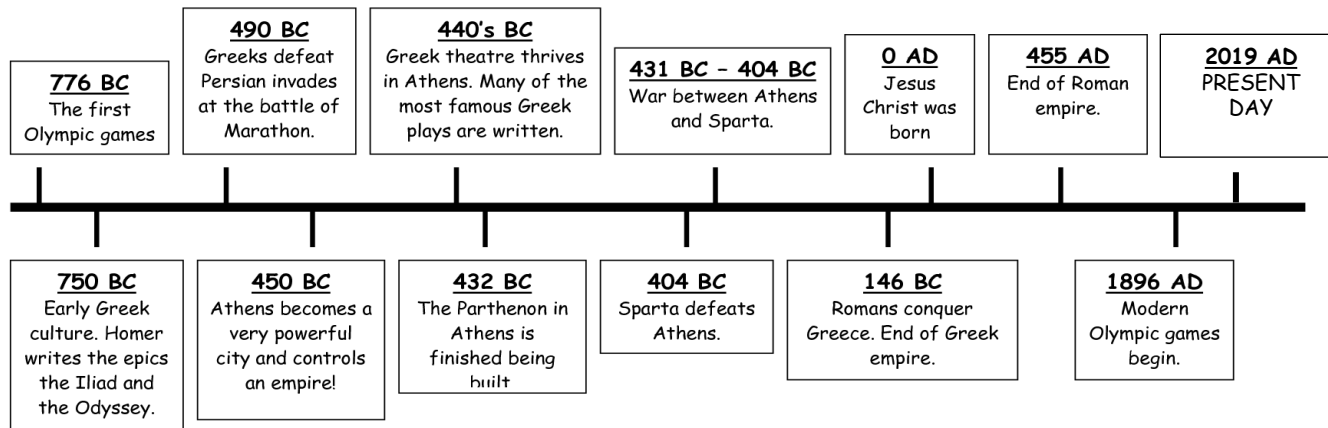 776 BC
The first
Olympic games
490 BC
Greeks defeat
Persian invades
at the battle of
Marathon.
440’s BC
Greek theatre thrives
in Athens. Many of the
most famous Greek
plays are written.
431 BC – 404 BC
War between Athens
and Sparta.
0 AD
Jesus
Christ was
born
455 AD
End of Roman
empire.
2019 AD
PRESENT
DAY
750 BC
Early Greek
culture. Homer
writes the epics
the Iliad and
the Odyssey.
450 BC
Athens becomes a
very powerful
city and controls
an empire!
432 BC
The Parthenon in
Athens is
finished being
built
404 BC
Sparta defeats
Athens.
146 BC
Romans conquer
Greece. End of Greek
empire.
1896 AD
Modern
Olympic games
begin.